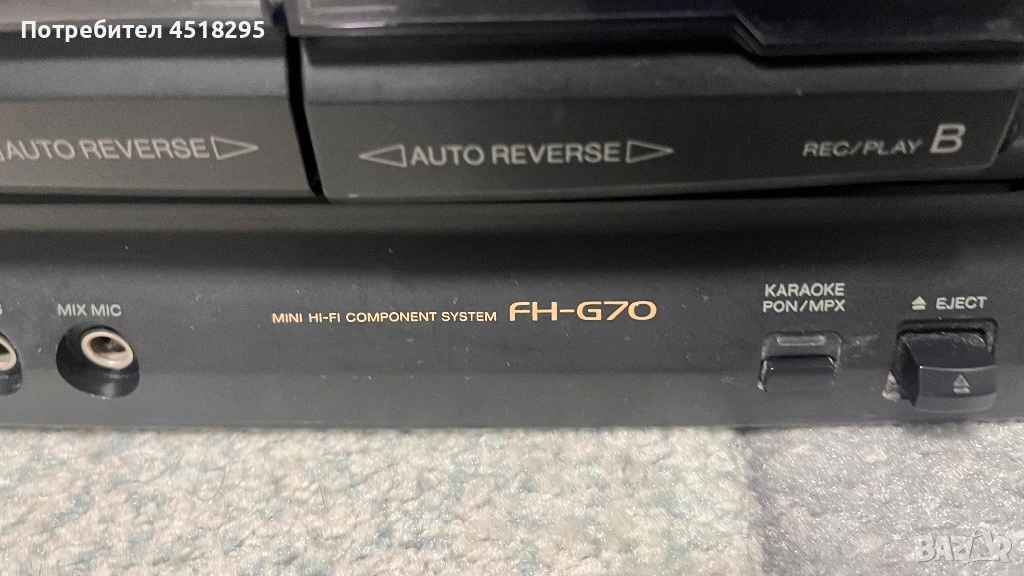 Потребител 4518295
AUTO REVERSE
AUTO REVERSE
REC/PLAY B
MIX MIC
MINI HI-FI COMPONENT SYSTEM FH-G70
KARAOKE
PON/MPX
EJECT
BAZAR